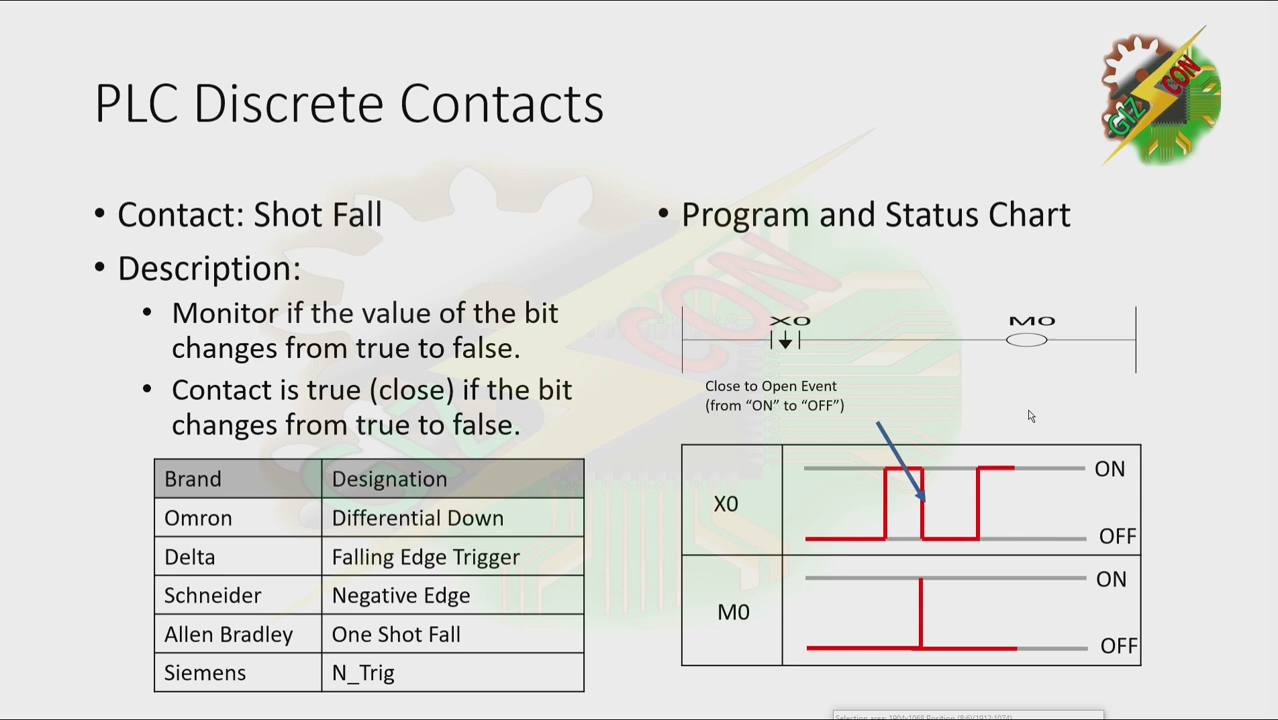 PLC Discrete Contacts
GIZ CON
• Contact: Shot Fall
• Description:
• Monitor if the value of the bit
changes from true to false.
• Contact is true (close) if the bit
changes from true to false.
Brand Designation
Omron Differential Down
Delta Falling Edge Trigger
Schneider Negative Edge
Allen Bradley One Shot Fall
Siemens N_Trig
• Program and Status Chart
X0 M0
Close to Open Event
(from “ON” to “OFF”)
X0
ON
OFF
M0
ON
OFF
GIZ CON